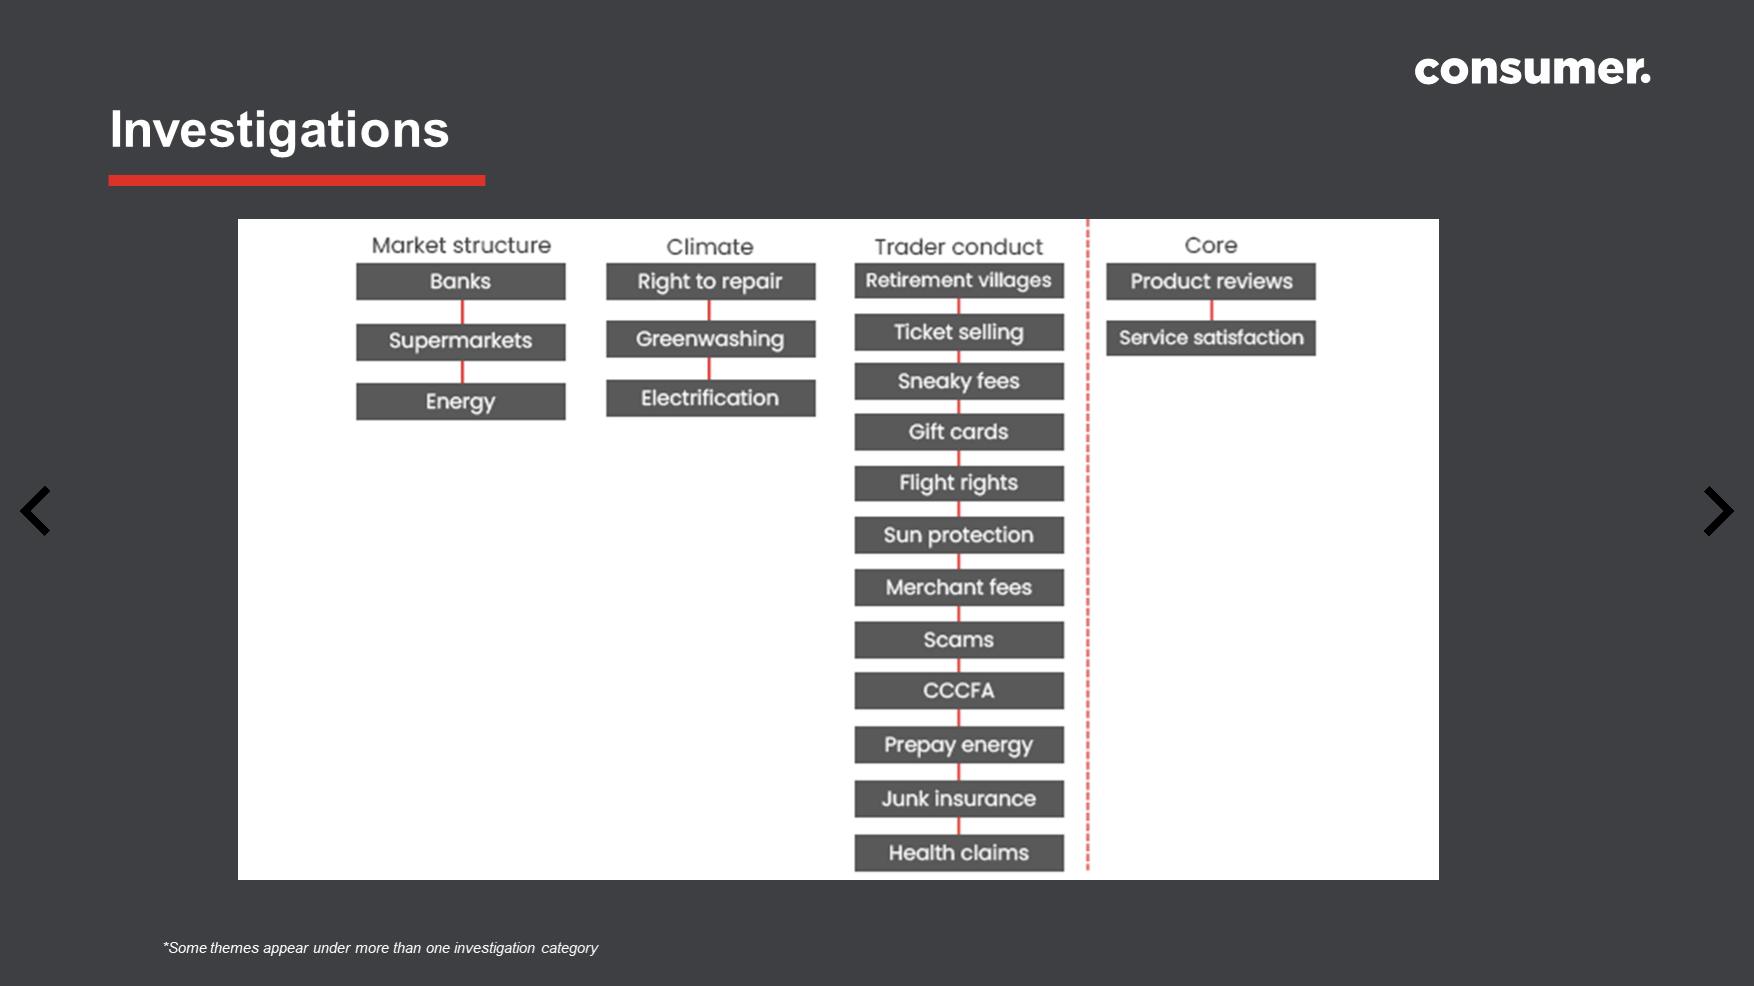 consumer.
Investigations
Market structure
Banks
Supermarkets
Energy
Climate
Right to repair
Greenwashing
Electrification
Trader conduct
Retirement villages
Ticket selling
Sneaky fees
Gift cards
Flight rights
Sun protection
Merchant fees
Scams
CCCFA
Prepay energy
Junk insurance
Health claims
Core
Product reviews
Service satisfaction
*Some themes appear under more than one investigation category